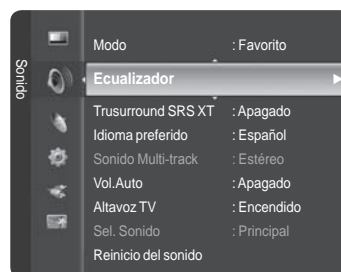 Sonido
Modo : Favorito
Ecualizador
Trusurround SRS XT : Apagado
Idioma preferido : Español
Sonido Multi-track : Estéreo
Vol.Auto : Apagado
Altavoz TV : Encendido
Sel. Sonido : Principal
Reinicio del sonido